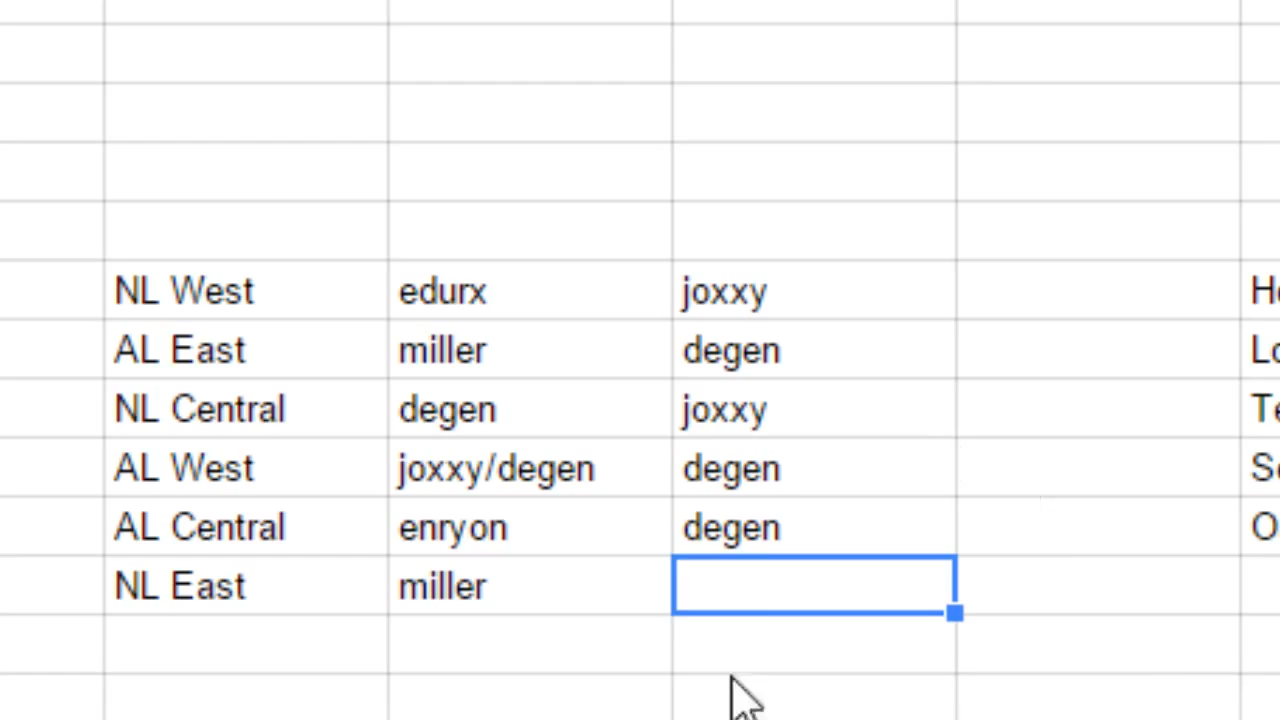 NL West edurx joxxy
AL East miller degen
NL Central degen joxxy
AL West joxxy/degen degen
AL Central enryon degen
NL East miller